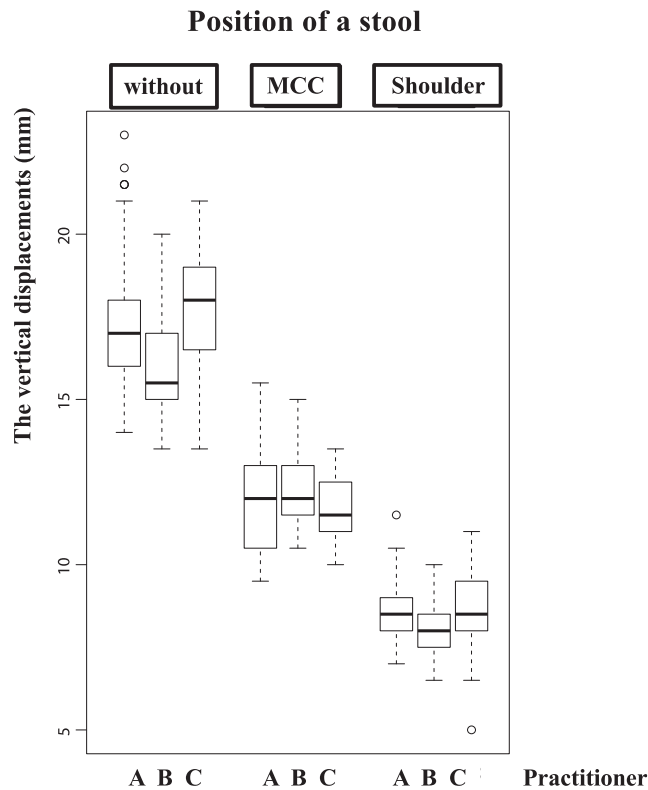 Position of a stool
without MCC Shoulder
The vertical displacements (mm)
20
15
10
5
A B C A B C A B C Practitioner